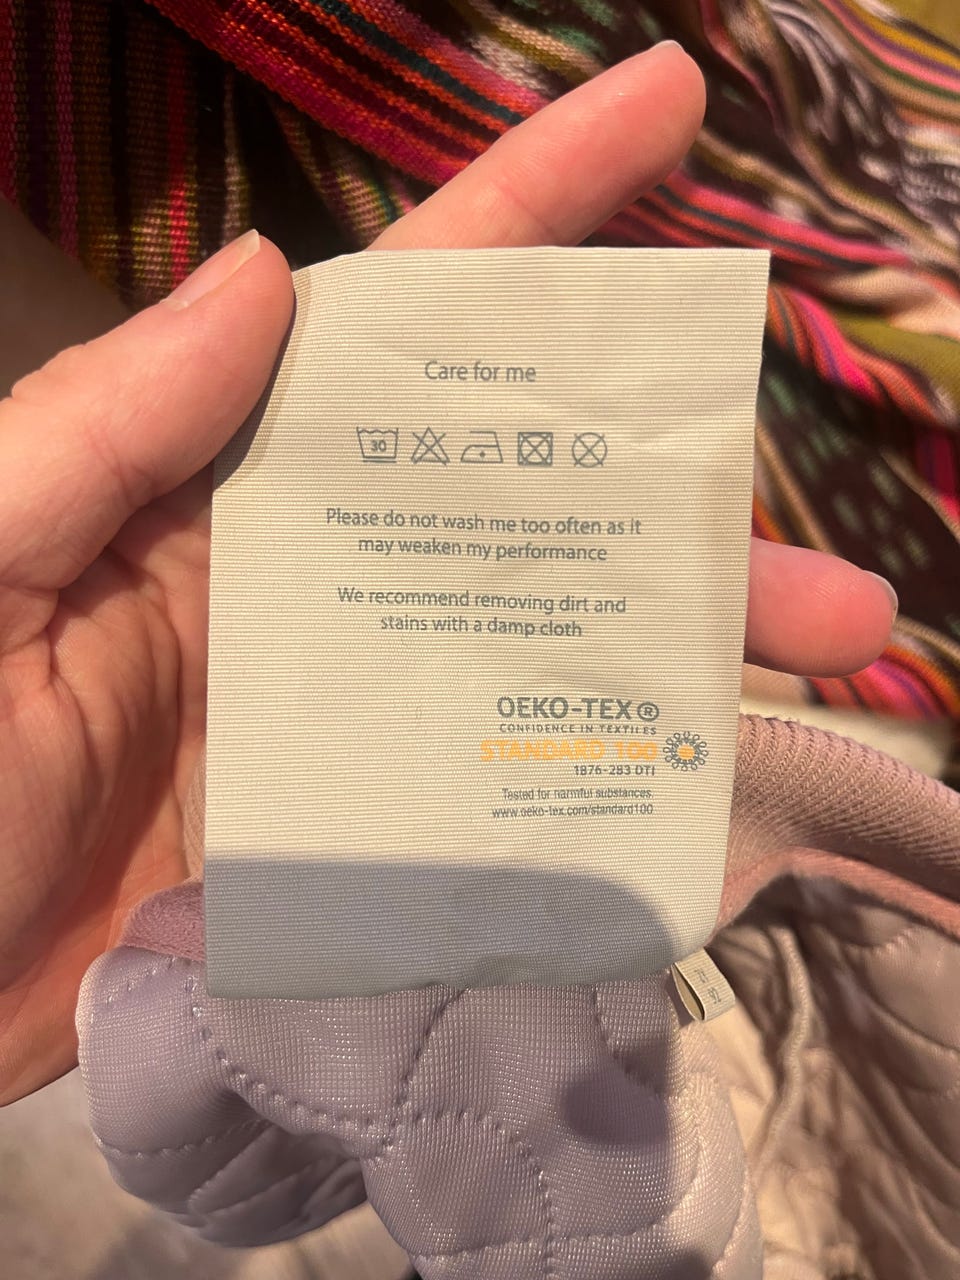 Care for me
30
Please do not wash me too often as it
may weaken my performance
We recommend removing dirt and
stains with a damp cloth
OEKO-TEX®
CONFIDENCE IN TEXTILES
STANDARD 100
1876-283 DTI
Tested for harmful substances.
www.oeko-tex.com/standard100